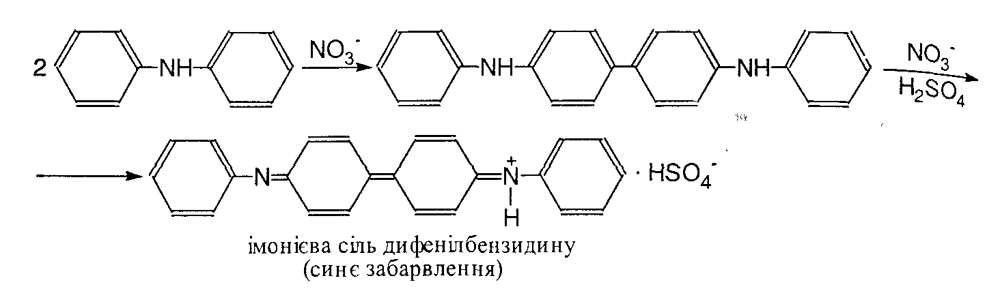 2 NH NO₃⁻ NH NH NO₃⁻
H₂SO₄
N N⁺ · HSO₄⁻
H
імонієва сіль дифенілбензидину
(синє забарвлення)